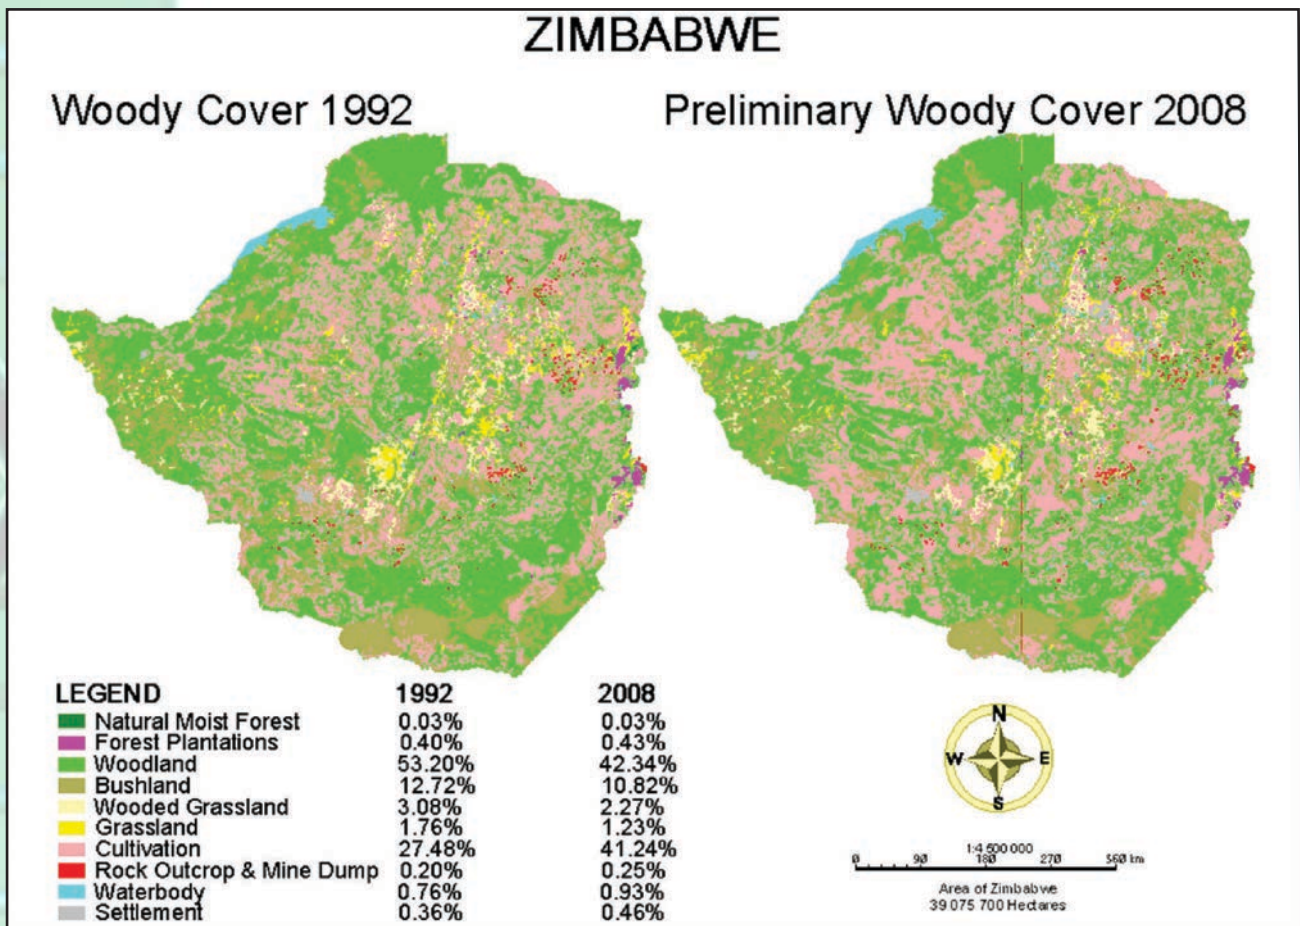 ZIMBABWE
Woody Cover 1992
Preliminary Woody Cover 2008
LEGEND 1992 2008
Natural Moist Forest 0.03% 0.03%
Forest Plantations 0.40% 0.43%
Woodland 53.20% 42.34%
Bushland 12.72% 10.82%
Wooded Grassland 3.08% 2.27%
Grassland 1.76% 1.23%
Cultivation 27.48% 41.24%
Rock Outcrop & Mine Dump 0.20% 0.25%
Waterbody 0.76% 0.93%
Settlement 0.36% 0.46%
N
W E
S
1:4 500 000
0 90 180 270 360 km
Area of Zimbabwe
39 075 700 Hectares